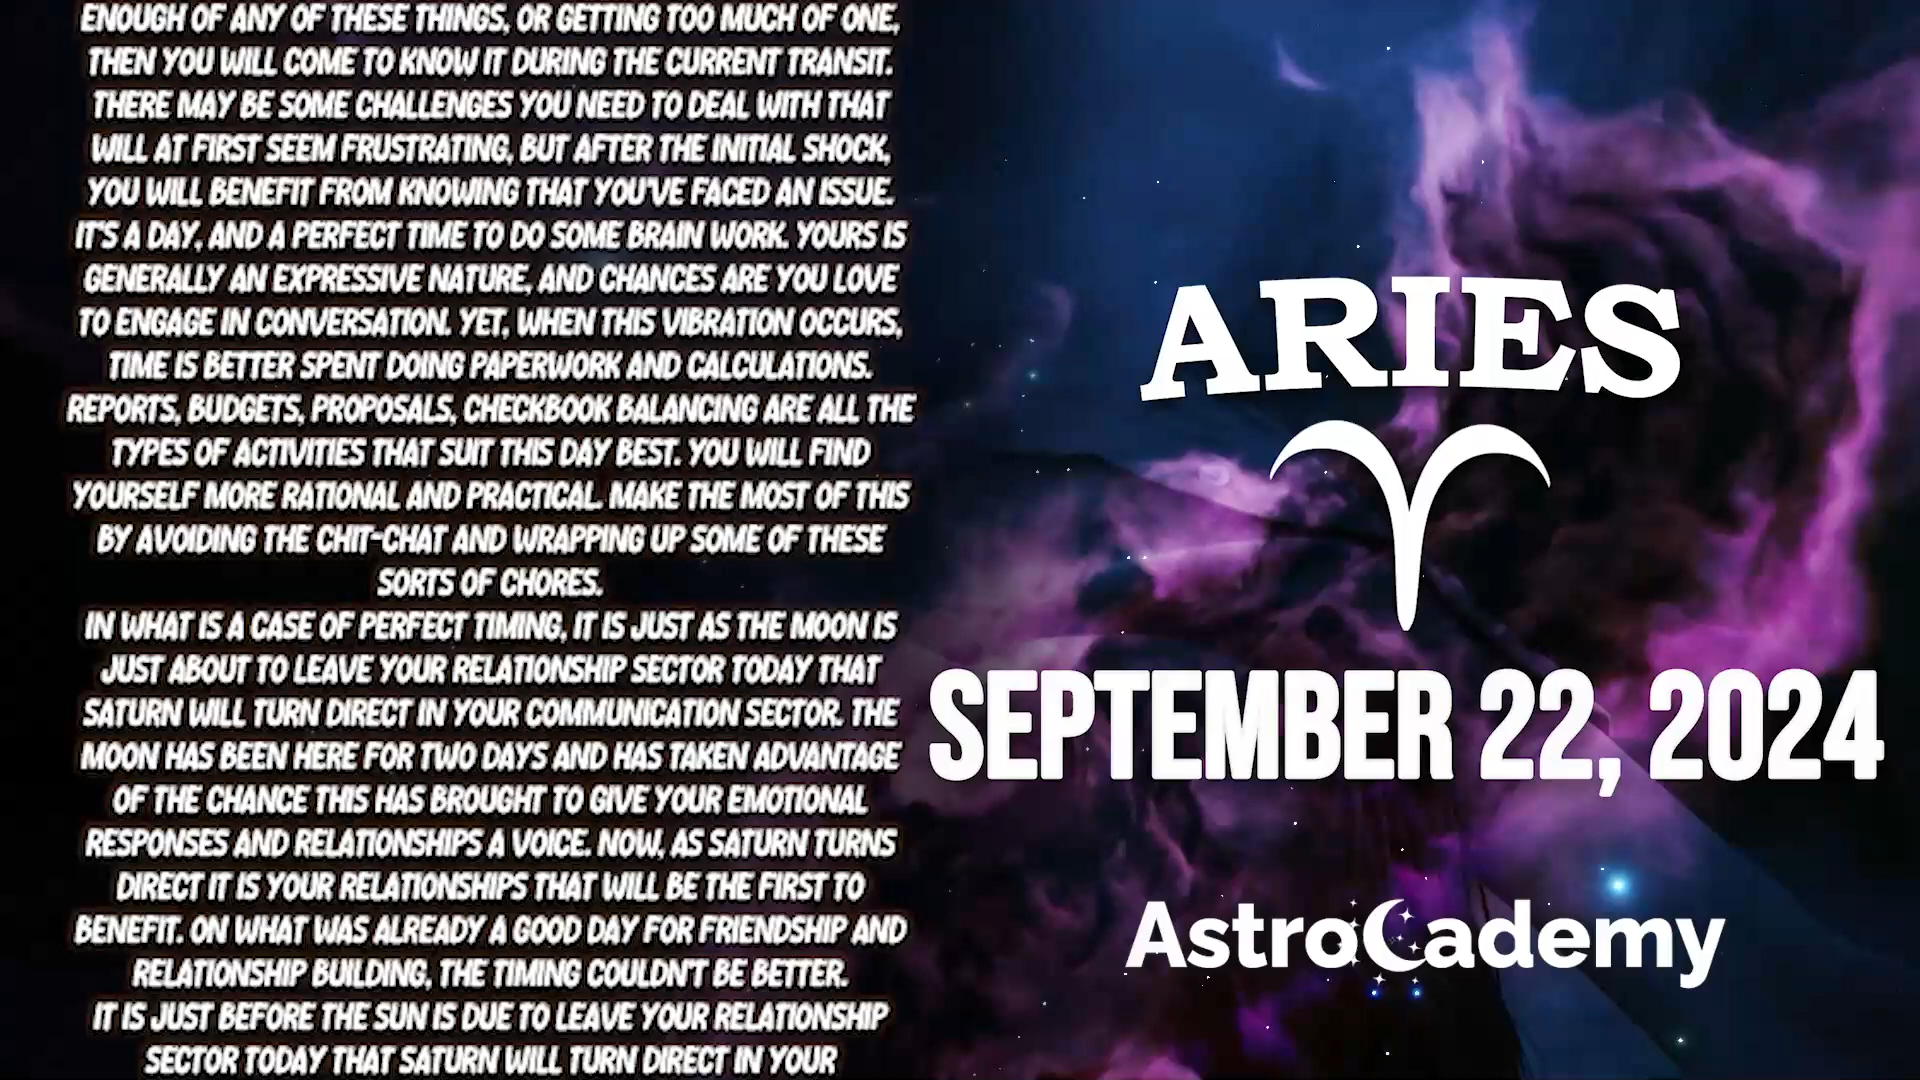 ENOUGH OF ANY OF THESE THINGS, OR GETTING TOO MUCH OF ONE,
THEN YOU WILL COME TO KNOW IT DURING THE CURRENT TRANSIT.
THERE MAY BE SOME CHALLENGES YOU NEED TO DEAL WITH THAT
WILL AT FIRST SEEM FRUSTRATING, BUT AFTER THE INITIAL SHOCK,
YOU WILL BENEFIT FROM KNOWING THAT YOU'VE FACED AN ISSUE.
IT'S A DAY, AND A PERFECT TIME TO DO SOME BRAIN WORK. YOURS IS
GENERALLY AN EXPRESSIVE NATURE, AND CHANCES ARE YOU LOVE
TO ENGAGE IN CONVERSATION. YET, WHEN THIS VIBRATION OCCURS,
TIME IS BETTER SPENT DOING PAPERWORK AND CALCULATIONS.
REPORTS, BUDGETS, PROPOSALS, CHECKBOOK BALANCING ARE ALL THE
TYPES OF ACTIVITIES THAT SUIT THIS DAY BEST. YOU WILL FIND
YOURSELF MORE RATIONAL AND PRACTICAL. MAKE THE MOST OF THIS
BY AVOIDING THE CHIT-CHAT AND WRAPPING UP SOME OF THESE
SORTS OF CHORES.
IN WHAT IS A CASE OF PERFECT TIMING, IT IS JUST AS THE MOON IS
JUST ABOUT TO LEAVE YOUR RELATIONSHIP SECTOR TODAY THAT
SATURN WILL TURN DIRECT IN YOUR COMMUNICATION SECTOR. THE
MOON HAS BEEN HERE FOR TWO DAYS AND HAS TAKEN ADVANTAGE
OF THE CHANCE THIS HAS BROUGHT TO GIVE YOUR EMOTIONAL
RESPONSES AND RELATIONSHIPS A VOICE. NOW, AS SATURN TURNS
DIRECT IT IS YOUR RELATIONSHIPS THAT WILL BE THE FIRST TO
BENEFIT. ON WHAT WAS ALREADY A GOOD DAY FOR FRIENDSHIP AND
RELATIONSHIP BUILDING, THE TIMING COULDN'T BE BETTER.
IT IS JUST BEFORE THE SUN IS DUE TO LEAVE YOUR RELATIONSHIP
SECTOR TODAY THAT SATURN WILL TURN DIRECT IN YOUR
ARIES
SEPTEMBER 22, 2024
AstroCademy